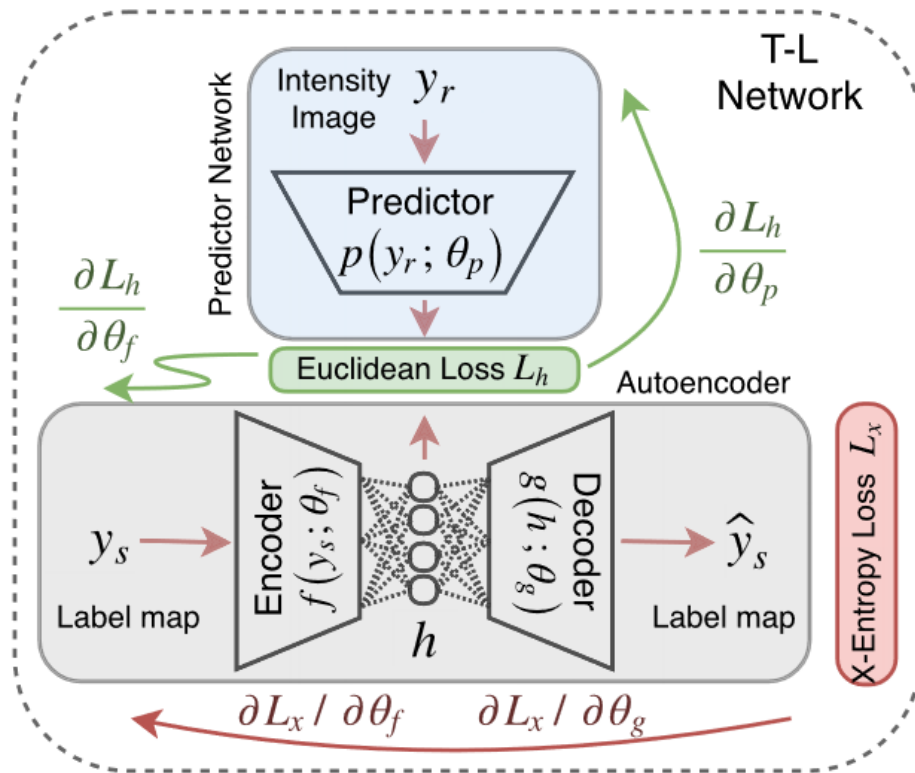 T-L
Network
Predictor Network
Intensity
Image
y_r
Predictor
p(y_r; θ_p)
∂L_h
∂θ_p
∂L_h
∂θ_f
Euclidean Loss L_h
Autoencoder
y_s
Label map
Encoder
f(y_s; θ_f)
h
Decoder
g(h; θ_g)
ŷ_s
Label map
X-Entropy Loss L_x
∂L_x / ∂θ_f
∂L_x / ∂θ_g